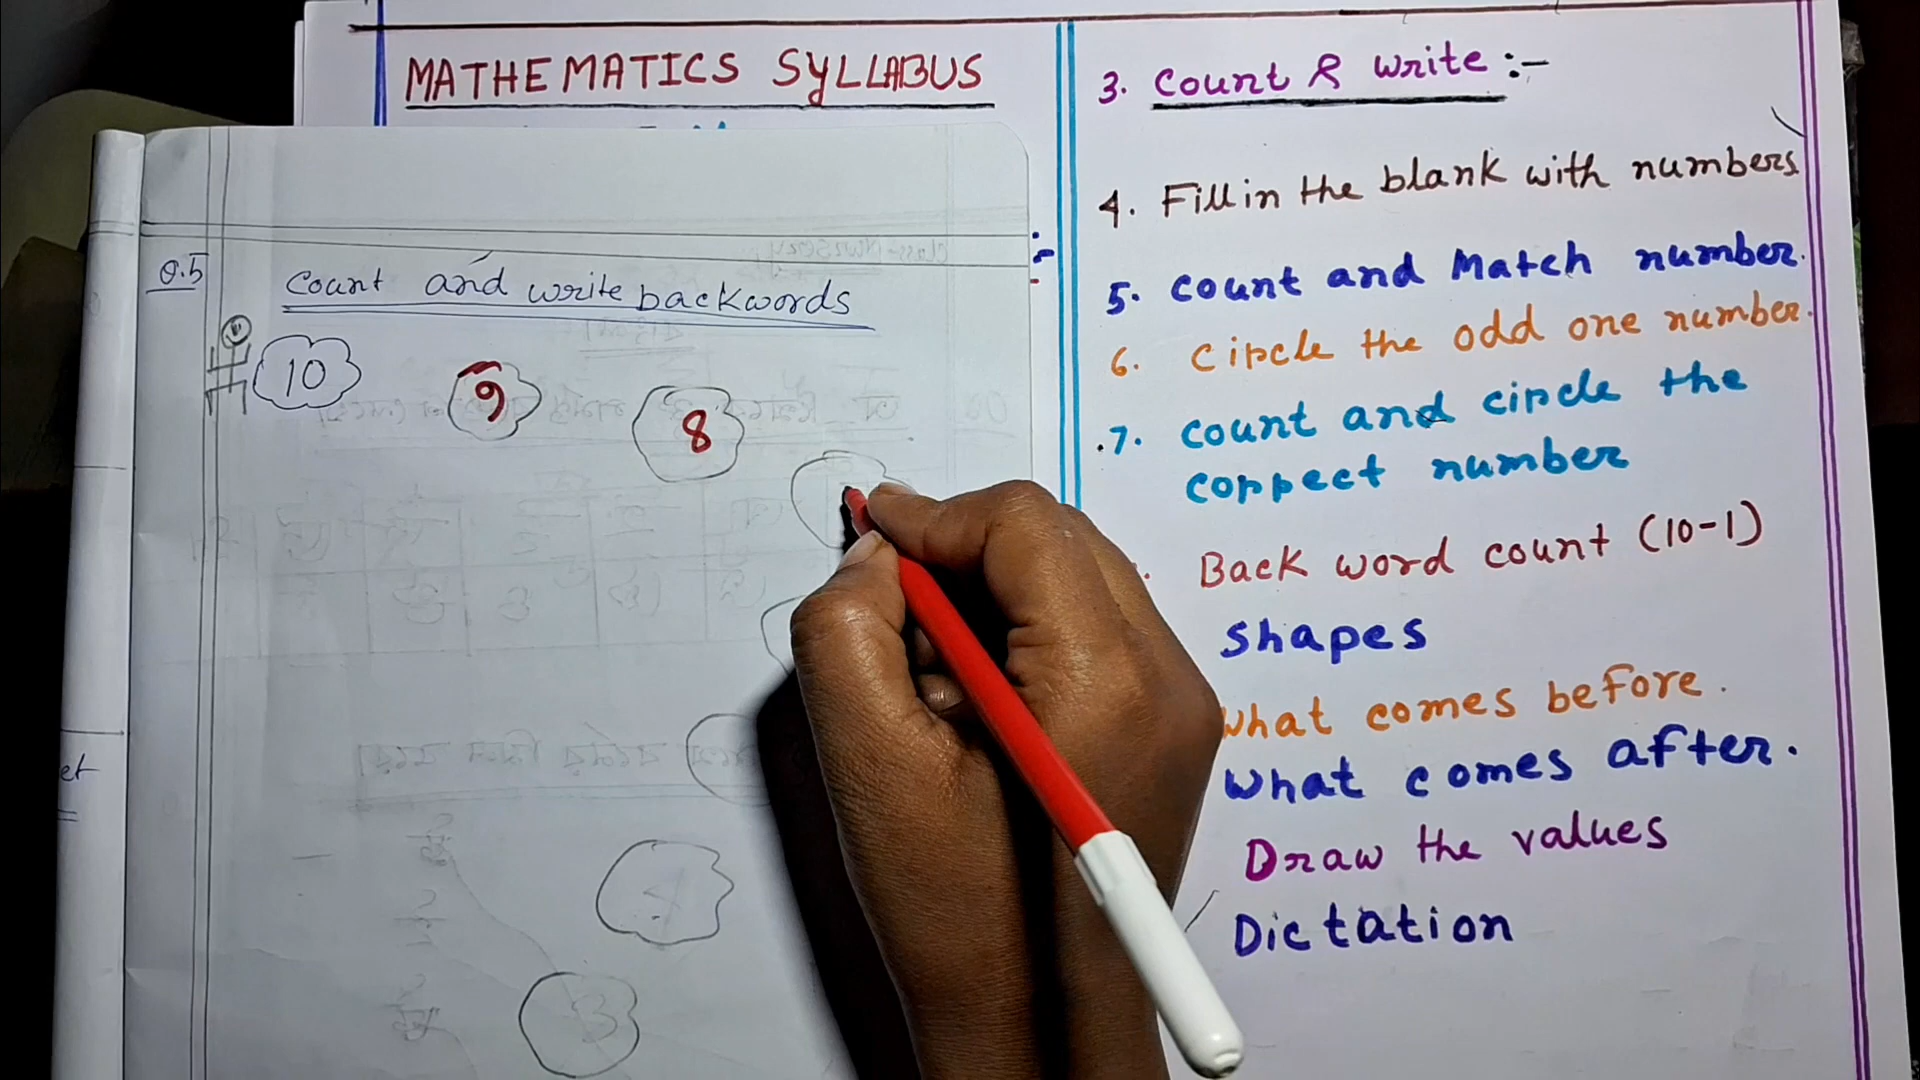 MATHEMATICS SYLLABUS
Q.5 Count and write backwords
10
9
8
3
et
3. Count & write :-
4. Fill in the blank with numbers
5. Count and Match number.
6. Circle the odd one number.
7. Count and circle the
correct number
Back word count (10-1)
Shapes
What comes before.
What comes after.
Draw the values
Dictation